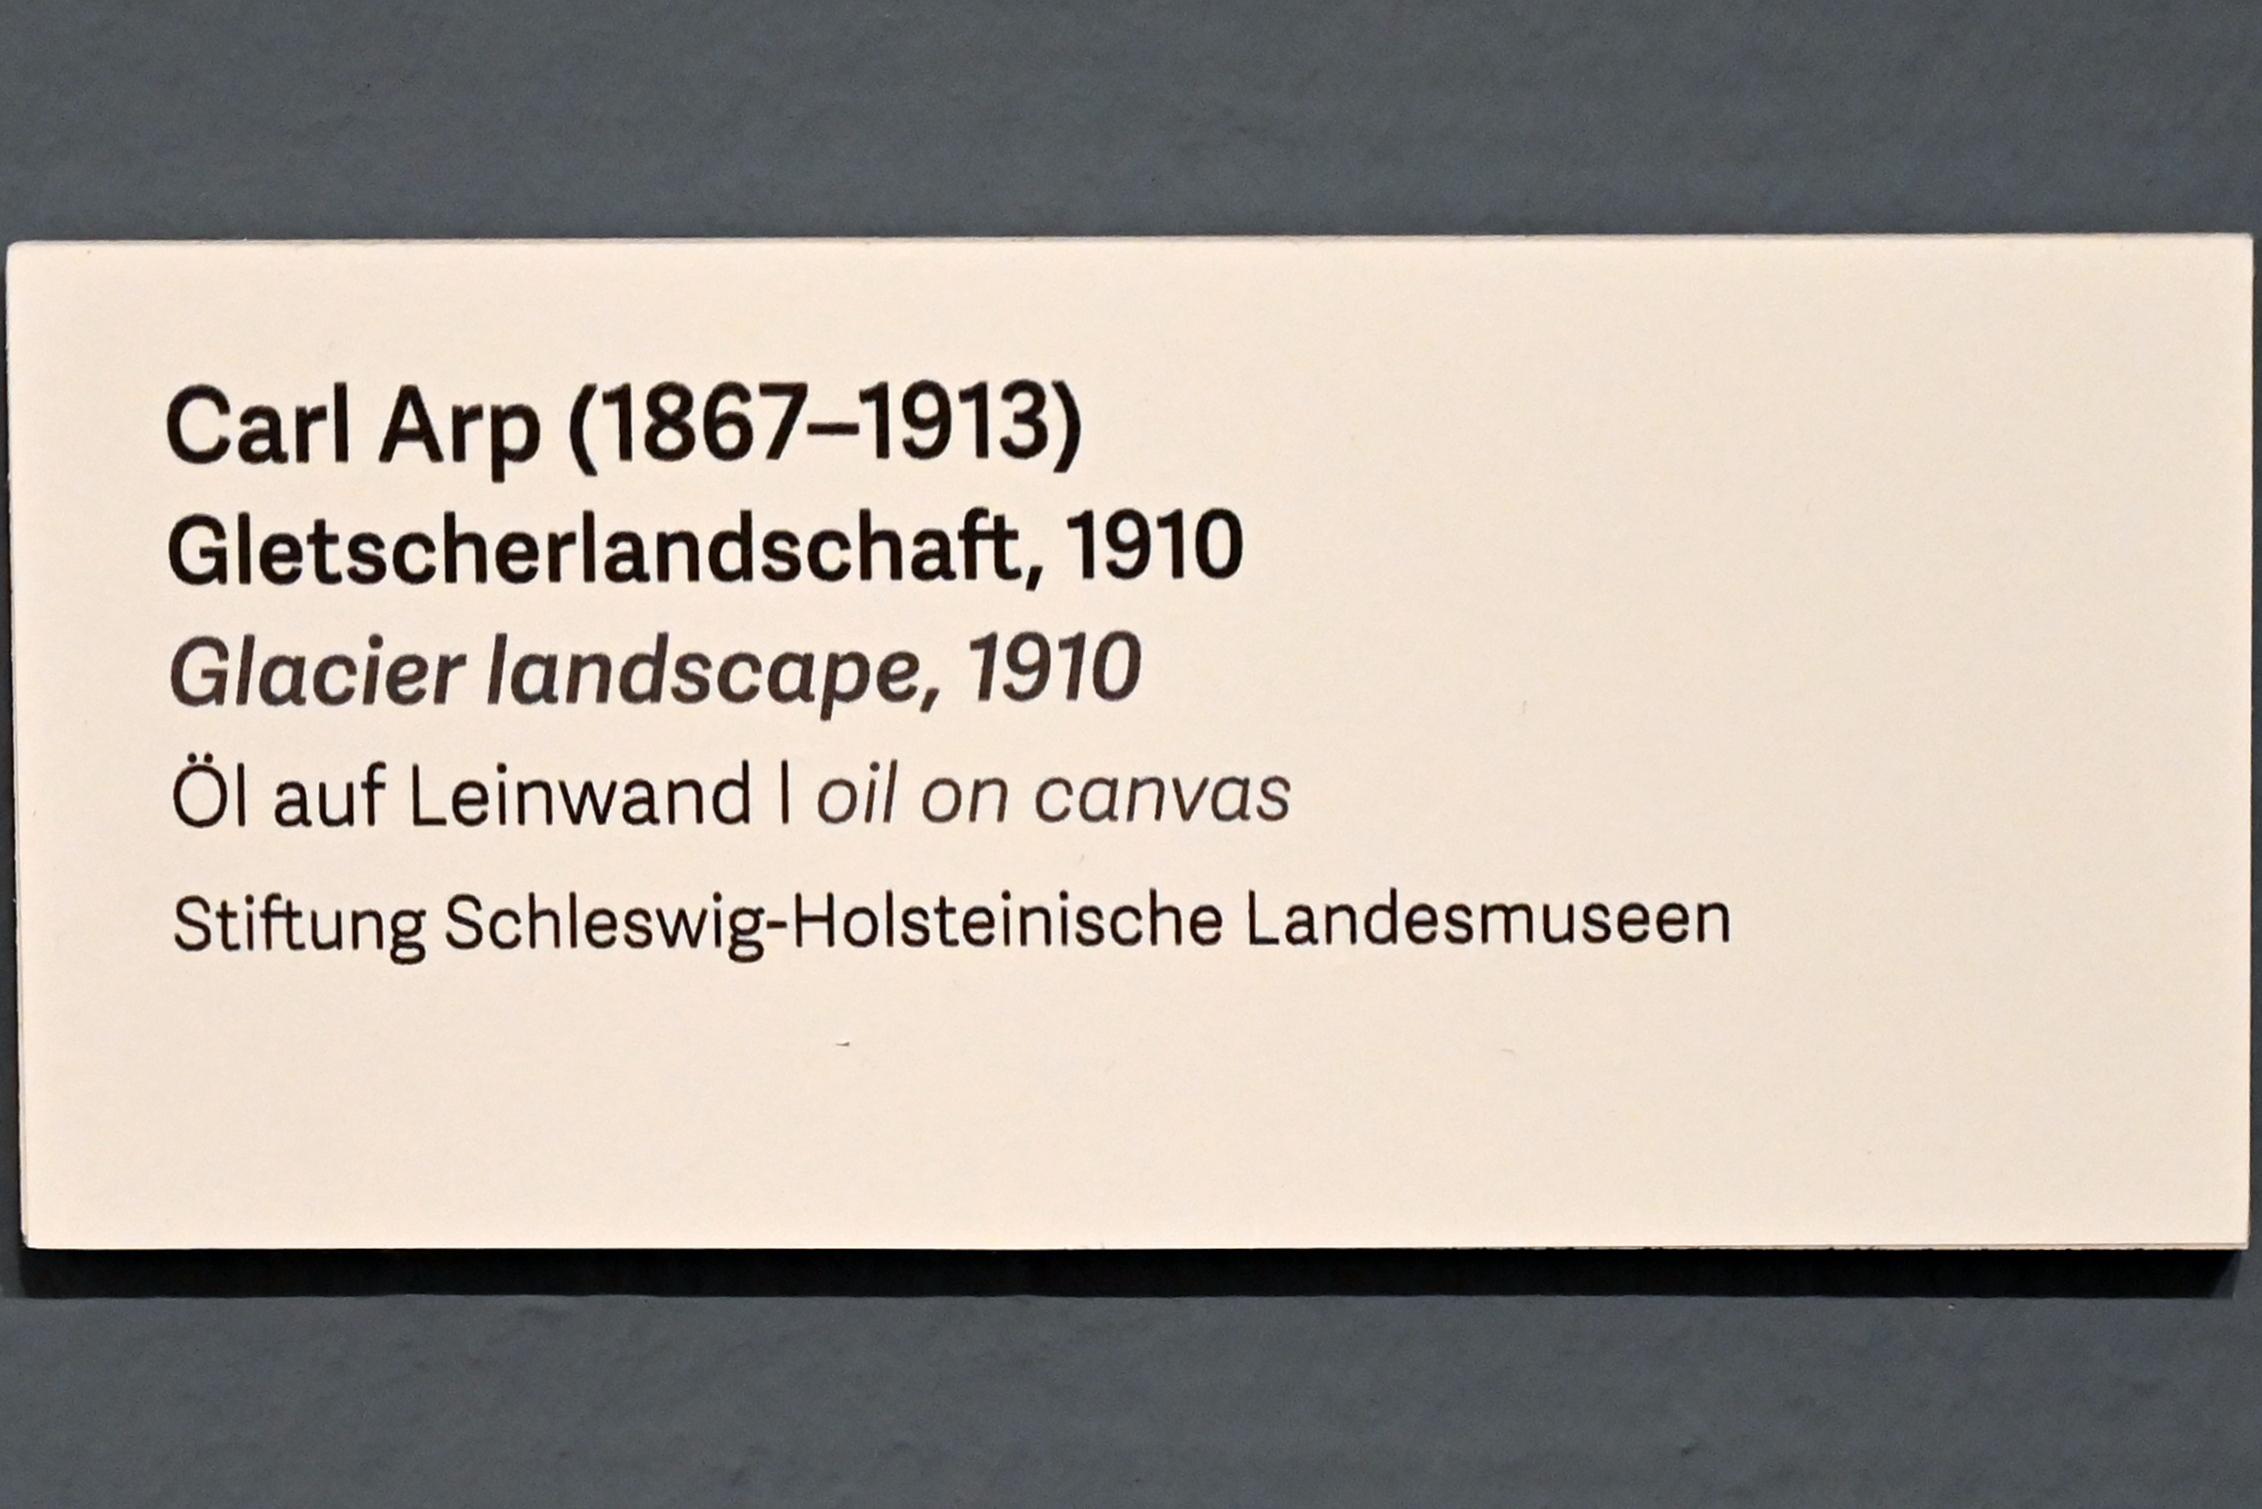 Carl Arp (1867–1913)
Gletscherlandschaft, 1910
Glacier landscape, 1910
Öl auf Leinwand | oil on canvas
Stiftung Schleswig-Holsteinische Landesmuseen